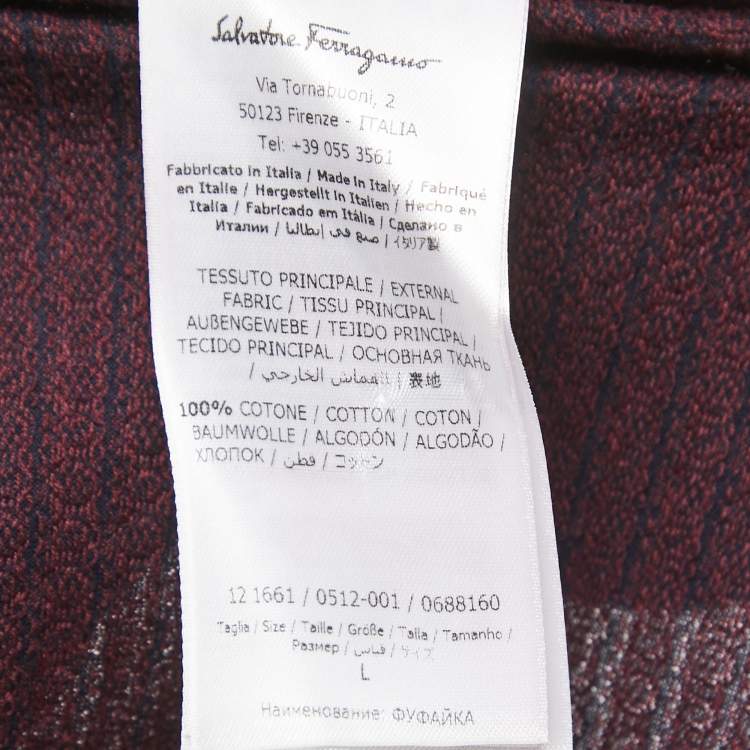 Salvatore Ferragamo
Via Tornabuoni, 2
50123 Firenze - ITALIA
Tel: +39 055 3561
Fabbricato in Italia / Made in Italy / Fabriqué
en Italie / Hergestellt in Italien / Hecho en
Italia / Fabricado em Itália / Сделано в
Италии / صنع في إيطاليا / イタリア製
TESSUTO PRINCIPALE / EXTERNAL
FABRIC / TISSU PRINCIPAL /
AUßENGEWEBE / TEJIDO PRINCIPAL /
TECIDO PRINCIPAL / ОСНОВНАЯ ТКАНЬ
/ القماش الخارجي / 表地
100% COTONE / COTTON / COTON /
BAUMWOLLE / ALGODÓN / ALGODÃO /
ХЛОПОК / قطن / コットン
12 1661 / 0512-001 / 0688160
Taglia / Size / Taille / Größe / Talla / Tamanho /
Размер / قياس / サイズ
L
Наименование: ФУФАЙКА